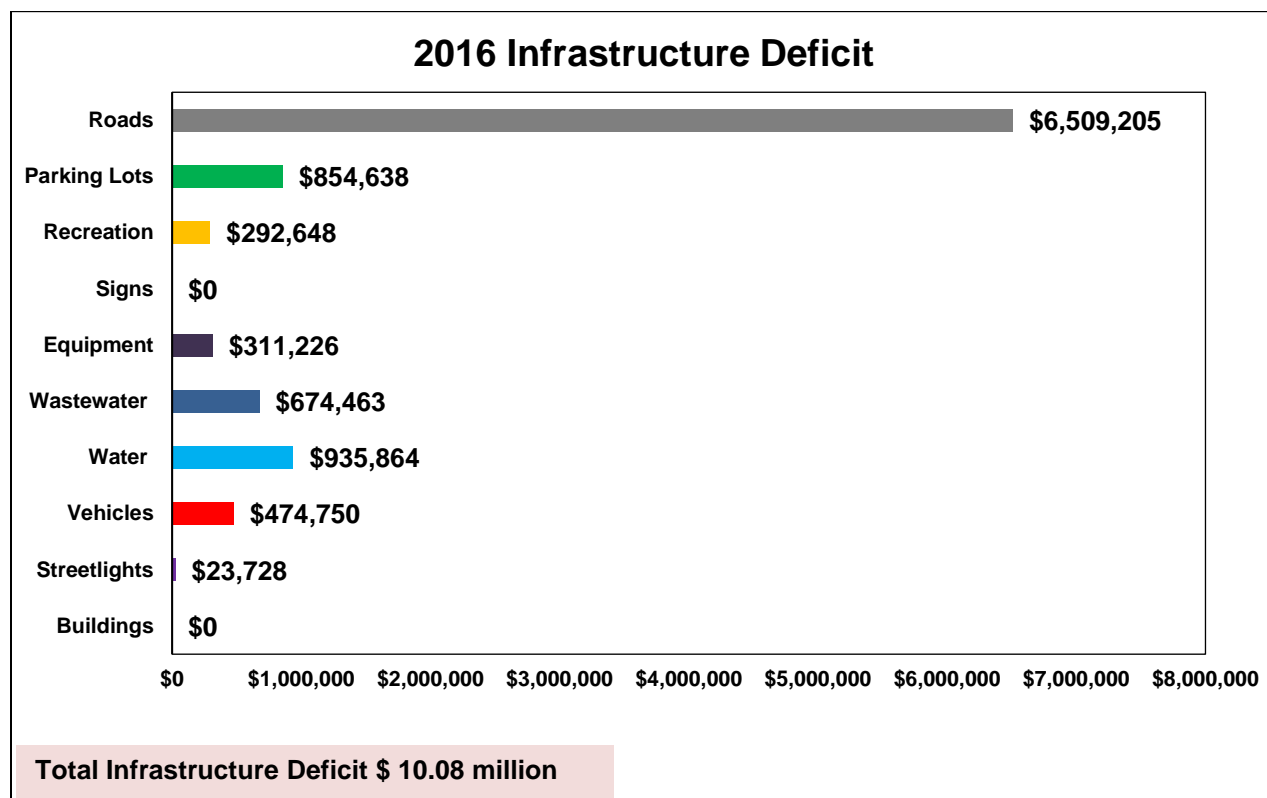 2016 Infrastructure Deficit
Roads $6,509,205
Parking Lots $854,638
Recreation $292,648
Signs $0
Equipment $311,226
Wastewater $674,463
Water $935,864
Vehicles $474,750
Streetlights $23,728
Buildings $0
$0 $1,000,000 $2,000,000 $3,000,000 $4,000,000 $5,000,000 $6,000,000 $7,000,000 $8,000,000
Total Infrastructure Deficit $ 10.08 million